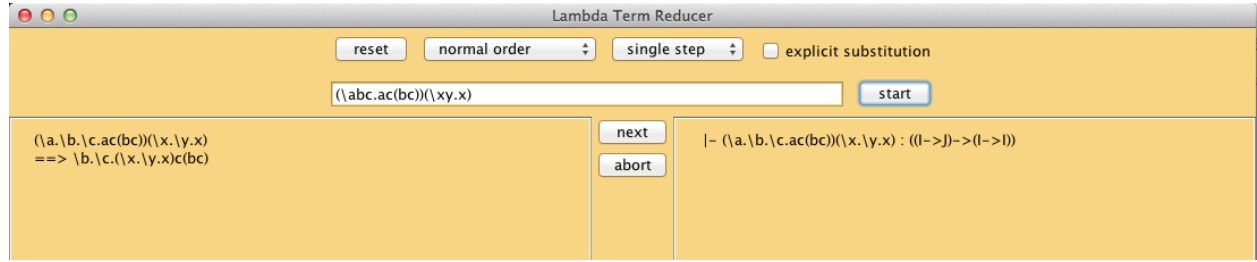 Lambda Term Reducer
reset normal order single step explicit substitution
(\abc.ac(bc))(\xy.x) start
(\a.\b.\c.ac(bc))(\x.\y.x)
==> \b.\c.(\x.\y.x)c(bc)
next
abort
|- (\a.\b.\c.ac(bc))(\x.\y.x) : ((I->J)->(I->I))